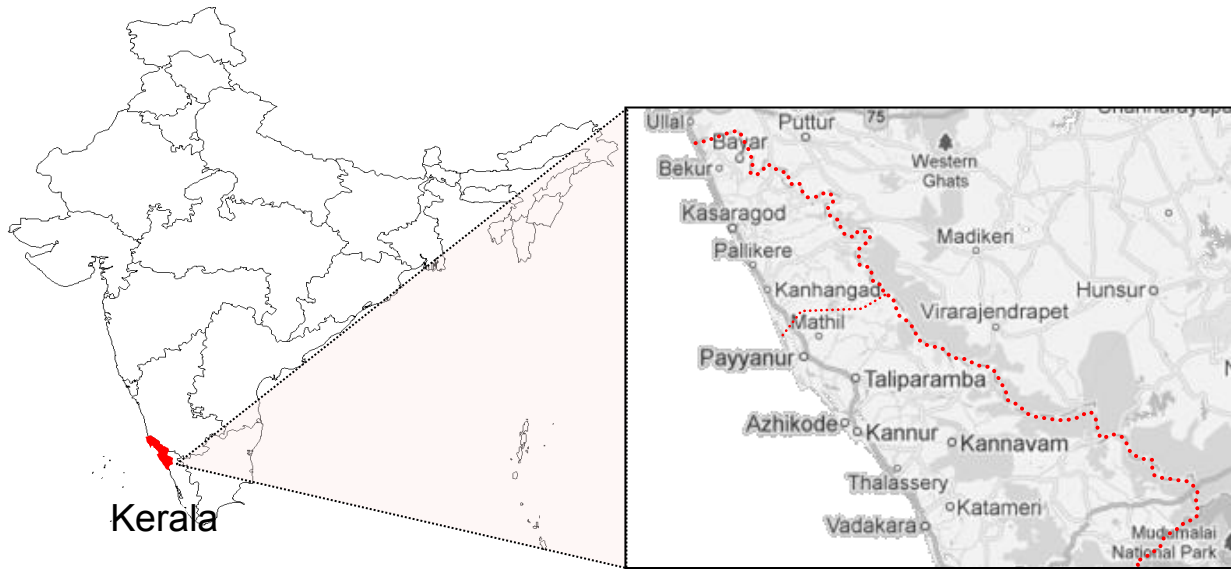 Kerala
Ullal
Puttur
75
Bayar
Bekur
Western
Ghats
Kasaragod
Madikeri
Pallikere
Kanhangad
Hunsur
Virarajendrapet
Mathil
Payyanur
Taliparamba
Azhikode
Kannur
Kannavam
Thalassery
Katameri
Vadakara
Mudumalai
National Park